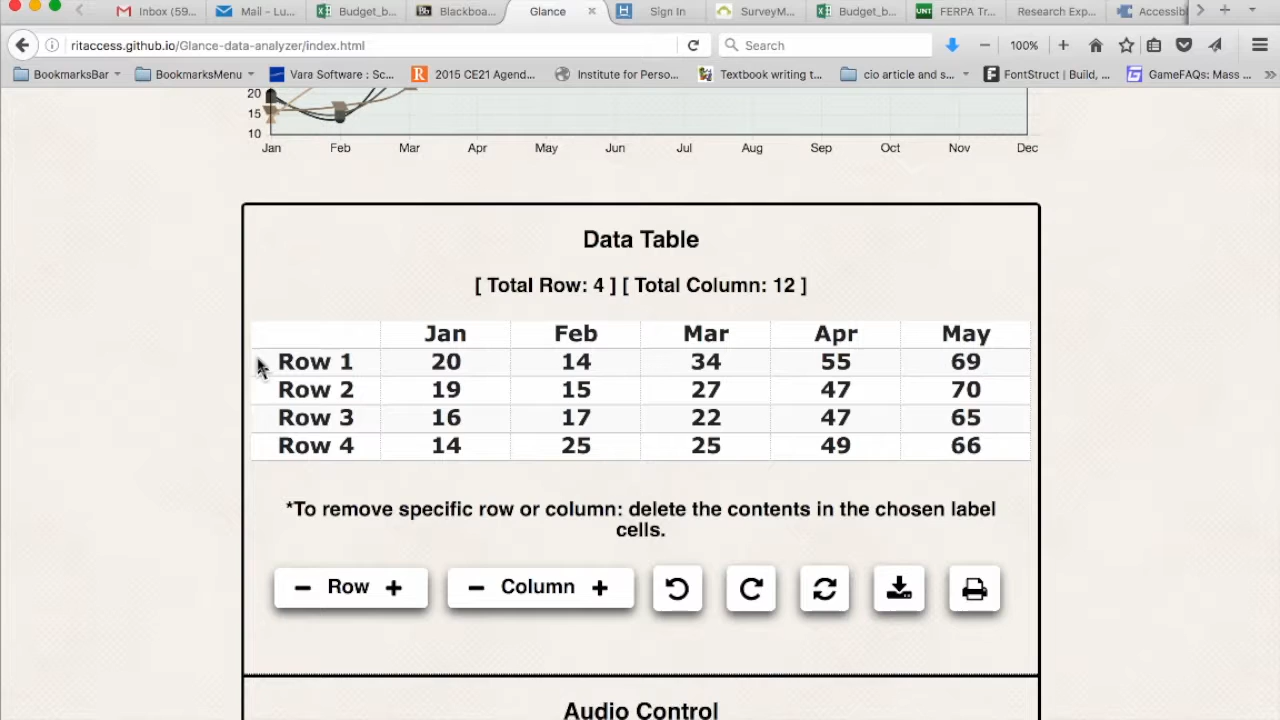 Inbox (59...
Mail – Lu...
Budget_b...
Blackboa...
Glance
Sign In
SurveyM...
Budget_b...
UNT
FERPA Tr...
Research Exp...
Accessib
ritaccess.github.io/Glance-data-analyzer/index.html
Search
100%
BookmarksBar
BookmarksMenu
Vara Software : Sc...
2015 CE21 Agend...
Institute for Perso...
Textbook writing t...
cio article and s...
FontStruct | Build, ...
GameFAQs: Mass ...
20
15
10
Jan Feb Mar Apr May Jun Jul Aug Sep Oct Nov Dec
Data Table
[ Total Row: 4 ] [ Total Column: 12 ]
Jan Feb Mar Apr May
Row 1 20 14 34 55 69
Row 2 19 15 27 47 70
Row 3 16 17 22 47 65
Row 4 14 25 25 49 66
*To remove specific row or column: delete the contents in the chosen label
cells.
− Row +
− Column +
Audio Control